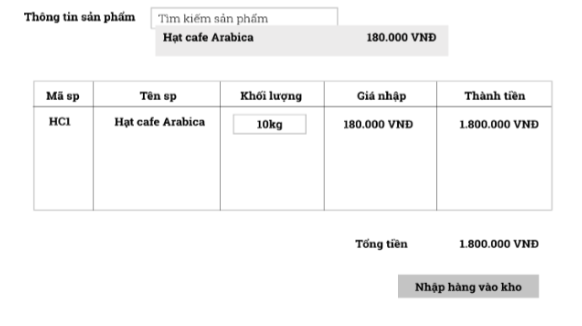 Thông tin sản phẩm Tìm kiếm sản phẩm
Hạt cafe Arabica 180.000 VNĐ
Mã sp Tên sp Khối lượng Giá nhập Thành tiền
HC1 Hạt cafe Arabica 10kg 180.000 VNĐ 1.800.000 VNĐ
Tổng tiền 1.800.000 VNĐ
Nhập hàng vào kho